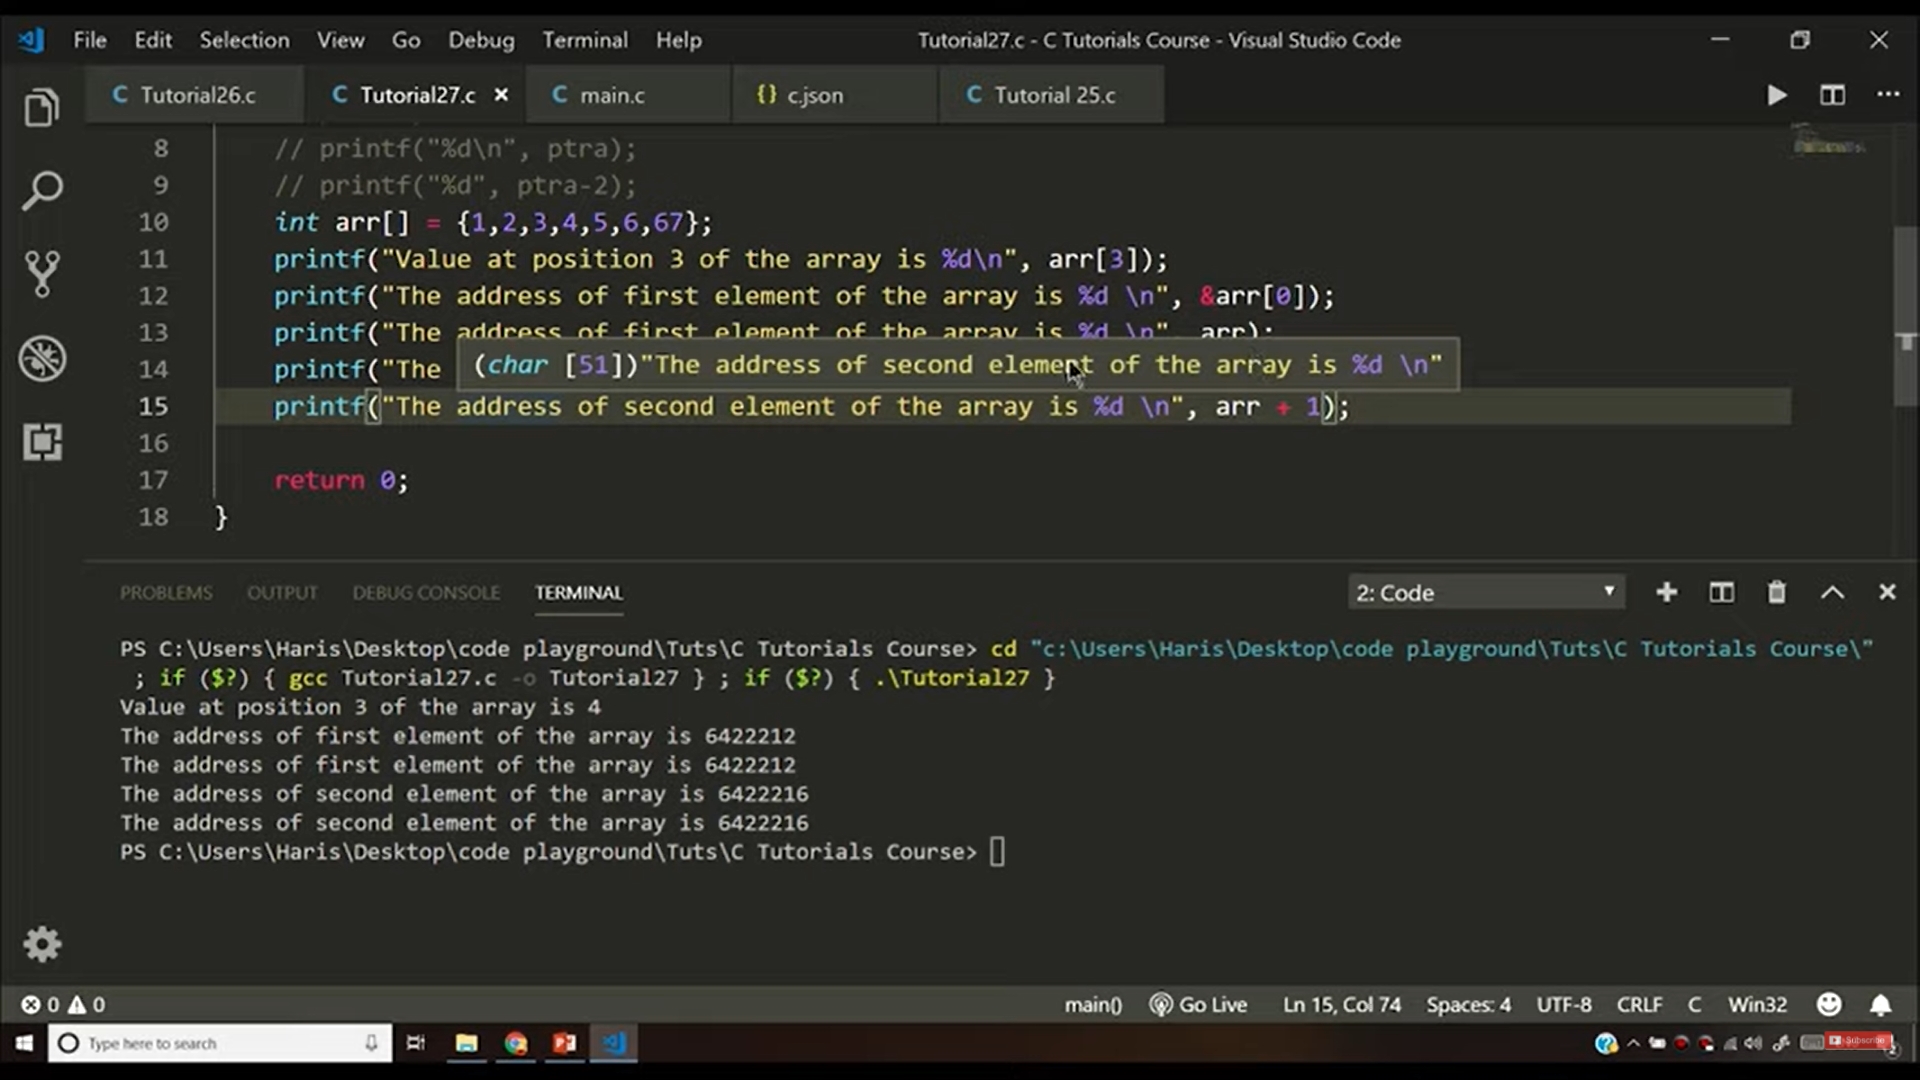 File Edit Selection View Go Debug Terminal Help Tutorial27.c - C Tutorials Course - Visual Studio Code
C Tutorial26.c C Tutorial27.c × C main.c {} c.json C Tutorial 25.c
8 // printf("%d\n", ptra);
9 // printf("%d", ptra-2);
10 int arr[] = {1,2,3,4,5,6,67};
11 printf("Value at position 3 of the array is %d\n", arr[3]);
12 printf("The address of first element of the array is %d \n", &arr[0]);
13 printf("The address of first element of the array is %d \n", arr);
14 printf("The
(char [51])"The address of second element of the array is %d \n"
15 printf("The address of second element of the array is %d \n", arr + 1);
16
17 return 0;
18 }
PROBLEMS OUTPUT DEBUG CONSOLE TERMINAL 2: Code
PS C:\Users\Haris\Desktop\code playground\Tuts\C Tutorials Course> cd "c:\Users\Haris\Desktop\code playground\Tuts\C Tutorials Course\"
; if ($?) { gcc Tutorial27.c -o Tutorial27 } ; if ($?) { .\Tutorial27 }
Value at position 3 of the array is 4
The address of first element of the array is 6422212
The address of first element of the array is 6422212
The address of second element of the array is 6422216
The address of second element of the array is 6422216
PS C:\Users\Haris\Desktop\code playground\Tuts\C Tutorials Course>
0 0 main() Go Live Ln 15, Col 74 Spaces: 4 UTF-8 CRLF C Win32
Type here to search Subscribe